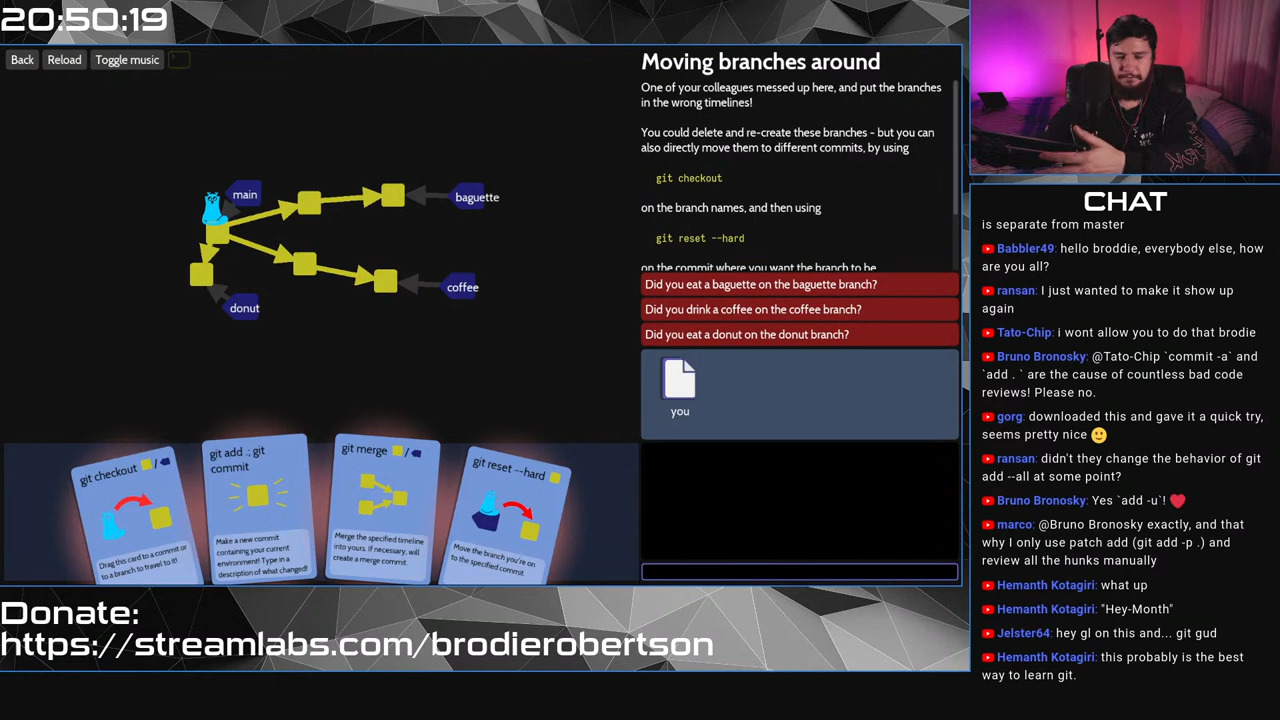 20:50:19
Back
Reload
Toggle music
main
baguette
coffee
donut
Moving branches around
One of your colleagues messed up here, and put the branches
in the wrong timelines!
You could delete and re-create these branches - but you can
also directly move them to different commits, by using
git checkout
on the branch names, and then using
git reset --hard
on the commit where you want the branch to be
Did you eat a baguette on the baguette branch?
Did you drink a coffee on the coffee branch?
Did you eat a donut on the donut branch?
you
git checkout /
Drag this card to a commit or
to a branch to travel to it!
git add .; git
commit
Make a new commit
containing your current
environment! Type in a
description of what changed!
git merge /
Merge the specified timeline
into yours. If necessary, will
create a merge commit.
git reset --hard
Move the branch you're on
to the specified commit.
Donate:
https://streamlabs.com/brodierobertson
CHAT
is separate from master
Babbler49: hello broddie, everybody else, how
are you all?
ransan: I just wanted to make it show up
again
Tato-Chip: i wont allow you to do that brodie
Bruno Bronosky: @Tato-Chip `commit -a` and
`add . ` are the cause of countless bad code
reviews! Please no.
gorg: downloaded this and gave it a quick try,
seems pretty nice 🙂
ransan: didn't they change the behavior of git
add --all at some point?
Bruno Bronosky: Yes `add -u`! ❤️
marco: @Bruno Bronosky exactly, and that
why I only use patch add (git add -p .) and
review all the hunks manually
Hemanth Kotagiri: what up
Hemanth Kotagiri: "Hey-Month"
Jelster64: hey gl on this and... git gud
Hemanth Kotagiri: this probably is the best
way to learn git.